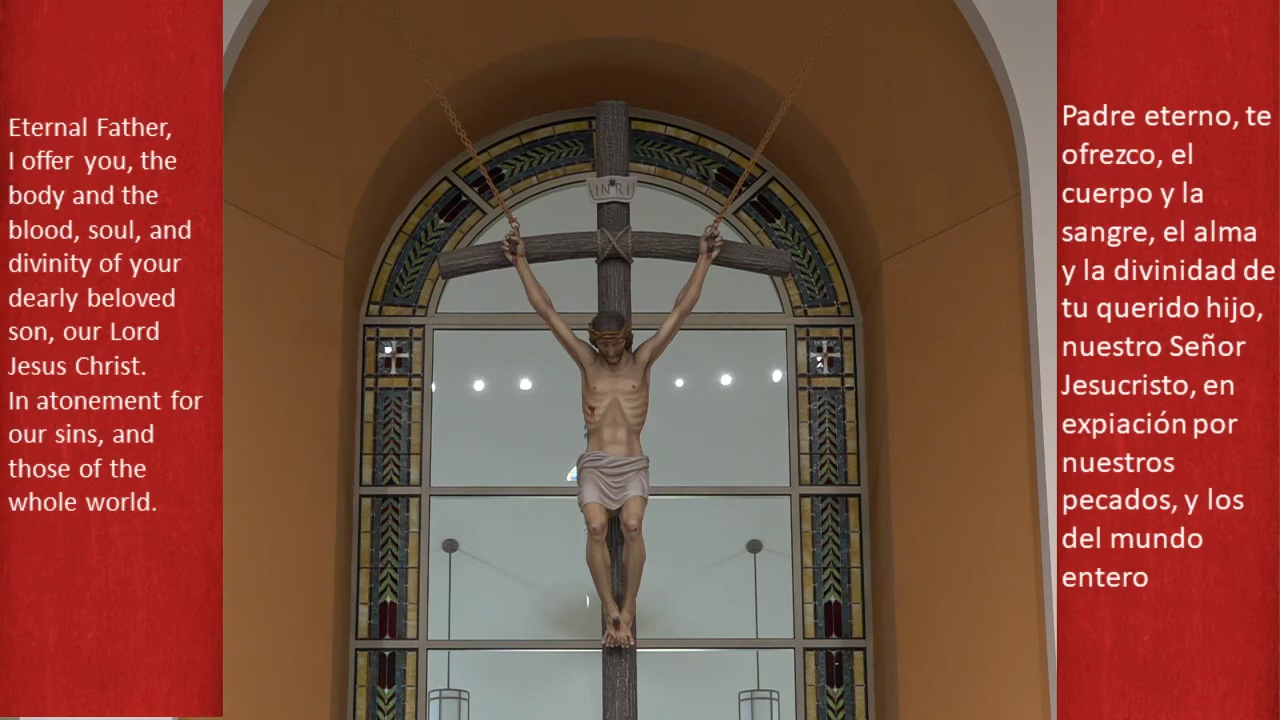 Eternal Father,
I offer you, the
body and the
blood, soul, and
divinity of your
dearly beloved
son, our Lord
Jesus Christ.
In atonement for
our sins, and
those of the
whole world.
INRI
Padre eterno, te
ofrezco, el
cuerpo y la
sangre, el alma
y la divinidad de
tu querido hijo,
nuestro Señor
Jesucristo, en
expiación por
nuestros
pecados, y los
del mundo
entero